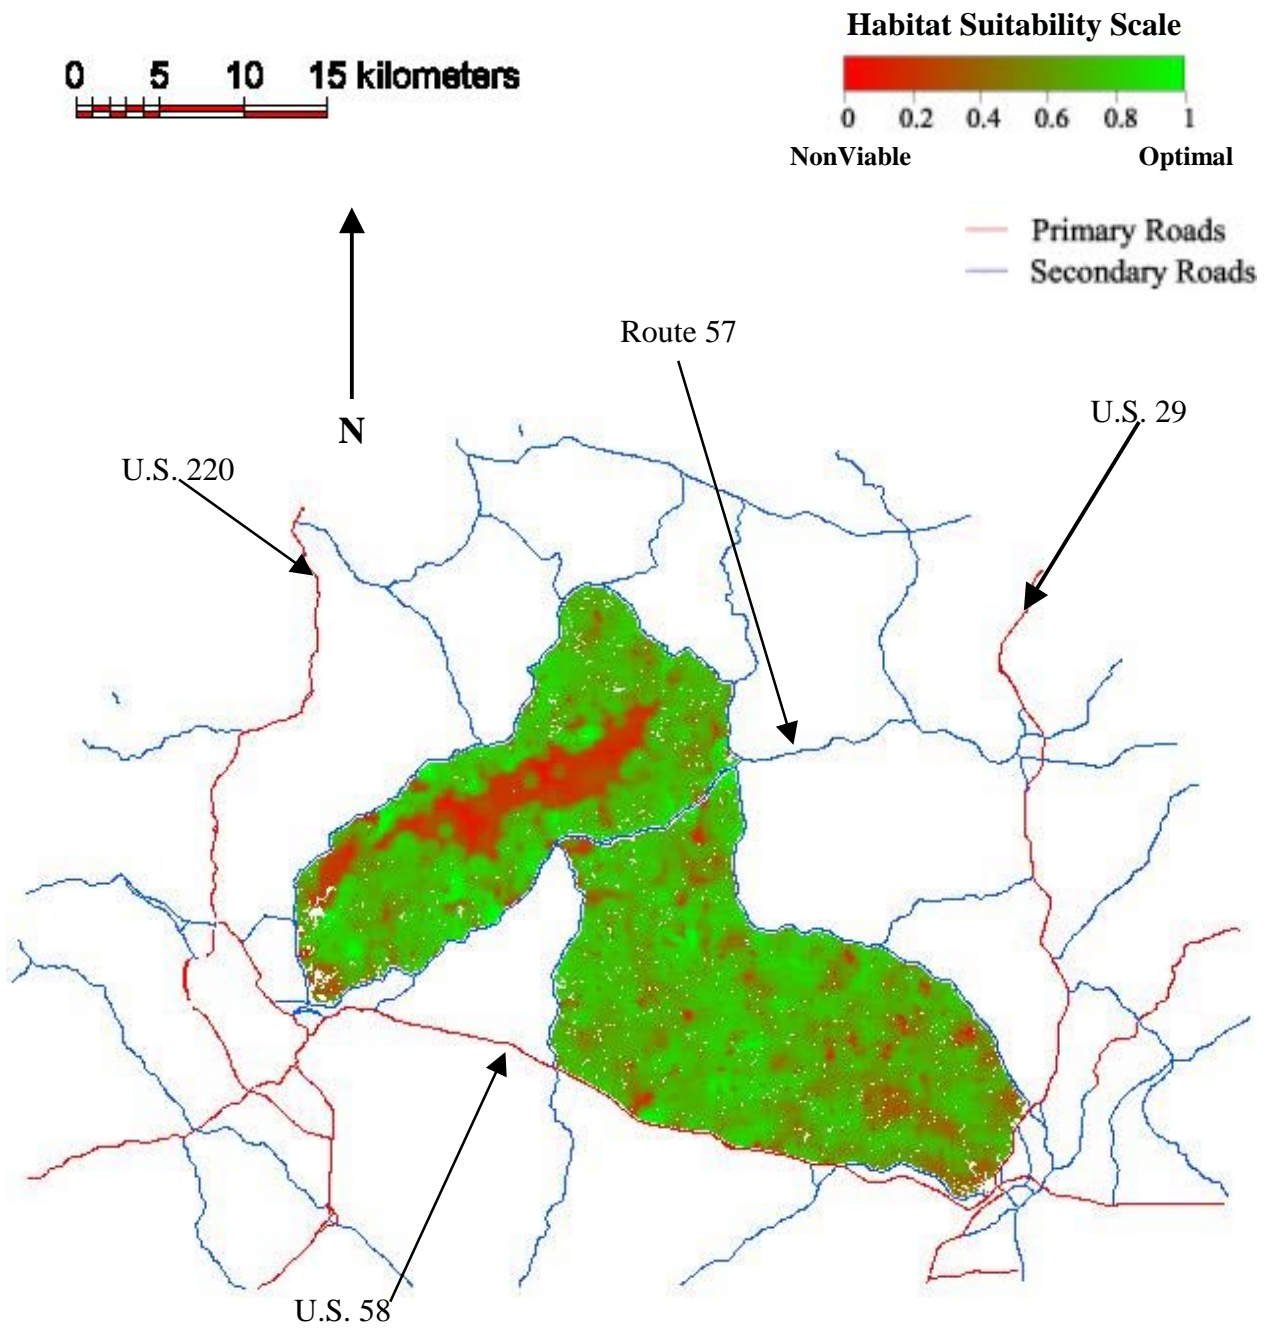 Habitat Suitability Scale
0 5 10 15 kilometers
0 0.2 0.4 0.6 0.8 1
NonViable Optimal
Primary Roads
Secondary Roads
Route 57
U.S. 29
N
U.S. 220
U.S. 58